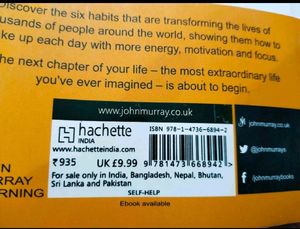 Discover the six habits that are transforming the lives of
ousands of people around the world, showing them how to
ke up each day with more energy, motivation and focus.
he next chapter of your life – the most extraordinary life
you've ever imagined – is about to begin.
www.johnmurray.co.uk
hachette
INDIA
www.hachetteindia.com
ISBN 978-1-4736-6894-2
₹935 UK £9.99
9 781473 668942 >
For sale only in India, Bangladesh, Nepal, Bhutan,
Sri Lanka and Pakistan
SELF-HELP
Ebook available
johnmurray.co.uk
@johnmurrays
/johnmurraybooks
N
RRAY
RNING